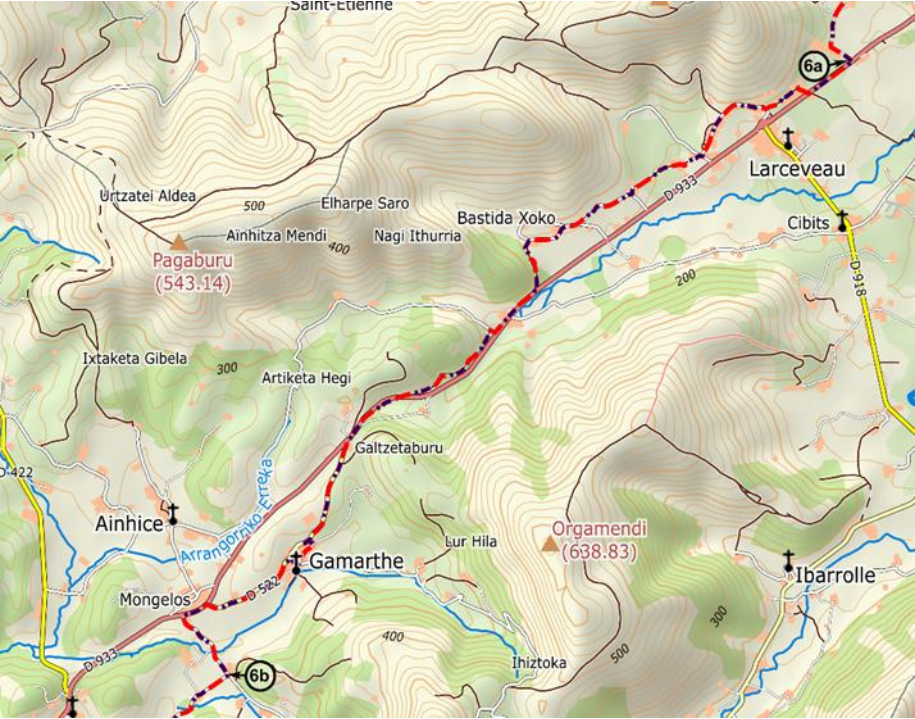 Saint-Etienne
6a
Larceveau
Urtzatei Aldea
500
Elharpe Saro
D-933
Bastida Xoko
Cibits
Ainhitza Mendi
400
Nagi Ithurria
Pagaburu
(543.14)
200
D-918
Ixtaketa Gibela
300
Artiketa Hegi
Galtzetaburu
D-422
Arrangorriko-Erreka
Ainhice
Lur Hila
Orgamendi
(638.83)
Gamarthe
Ibarrolle
D-522
Mongelos
300
400
500
D-933
Ihiztoka
6b